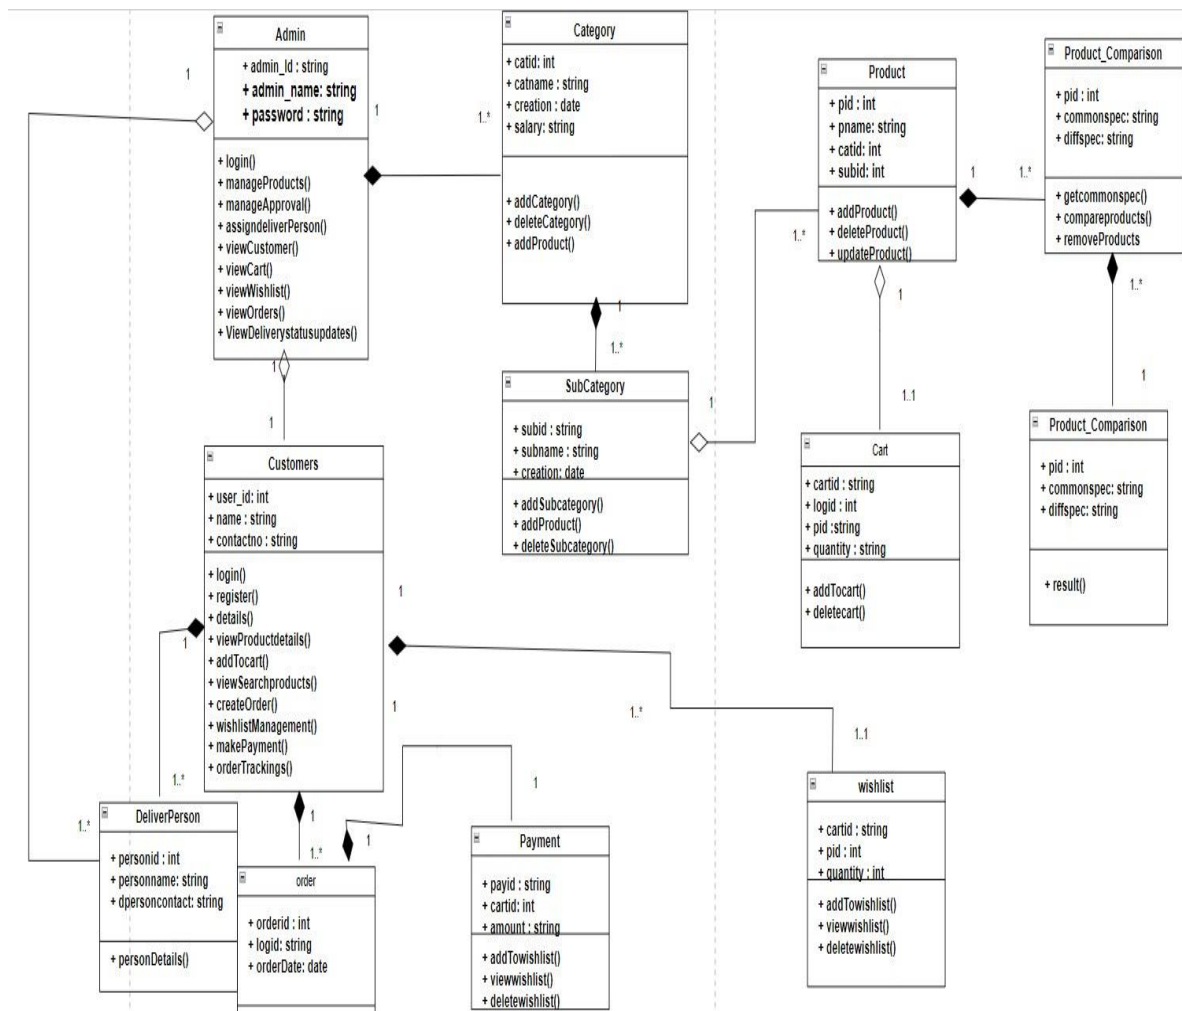 Admin
+ admin_Id : string
+ admin_name: string
+ password : string
+ login()
+ manageProducts()
+ manageApproval()
+ assigndeliverPerson()
+ viewCustomer()
+ viewCart()
+ viewWishlist()
+ viewOrders()
+ ViewDeliverystatusupdates()
1
1
1..*
Category
+ catid: int
+ catname : string
+ creation : date
+ salary: string
+ addCategory()
+ deleteCategory()
+ addProduct()
1
1..*
Product
+ pid : int
+ pname: string
+ catid: int
+ subid: int
+ addProduct()
+ deleteProduct()
+ updateProduct()
1
1..*
1..*
Product_Comparison
+ pid : int
+ commonspec: string
+ diffspec: string
+ getcommonspec()
+ compareproducts()
+ removeProducts
1..*
1
1
1..1
1
1
SubCategory
+ subid : string
+ subname : string
+ creation: date
+ addSubcategory()
+ addProduct()
+ deleteSubcategory()
1
Cart
+ cartid : string
+ logid : int
+ pid :string
+ quantity : string
+ addTocart()
+ deletecart()
Product_Comparison
+ pid : int
+ commonspec: string
+ diffspec: string
+ result()
Customers
+ user_id: int
+ name : string
+ contactno : string
+ login()
+ register()
+ details()
+ viewProductdetails()
+ addTocart()
+ viewSearchproducts()
+ createOrder()
+ wishlistManagement()
+ makePayment()
+ orderTrackings()
1
1
1
1..*
1..1
1..*
1..*
1
1..*
1
1
DeliverPerson
+ personid : int
+ personname: string
+ dpersoncontact: string
+ personDetails()
order
+ orderid : int
+ logid: string
+ orderDate: date
Payment
+ payid : string
+ cartid: int
+ amount : string
+ addTowishlist()
+ viewwishlist()
+ deletewishlist()
wishlist
+ cartid : string
+ pid : int
+ quantity : int
+ addTowishlist()
+ viewwishlist()
+ deletewishlist()